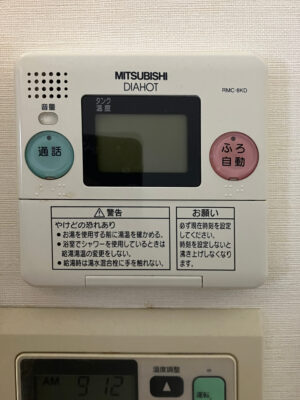 MITSUBISHI
DIAHOT
RMC-8KD
音量
タンク
温度
通話
ふろ
自動
⚠警告
やけどの恐れあり
●お湯を使用する前に湯温を確かめる。
●浴室でシャワーを使用しているときは
給湯湯温の変更をしない。
●給湯時は湯水混合栓に手を触れない。
お願い
必ず現在時刻を設定
してください。
時刻を設定しないと
沸き上げしなくなり
ます。
温度調整
AM 9:12
▲
運転